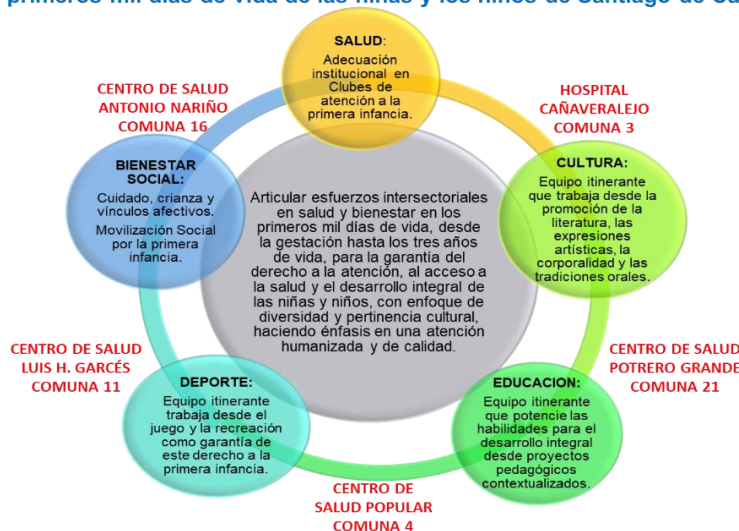 primeros mil días de vida de las niñas y los niños de Santiago de Ca
SALUD:
Adecuación
institucional en
Clubes de
atención a la
primera infancia.
CENTRO DE SALUD
ANTONIO NARIÑO
COMUNA 16
HOSPITAL
CAÑAVERALEJO
COMUNA 3
BIENESTAR
SOCIAL:
Cuidado, crianza y
vínculos afectivos.
Movilización Social
por la primera
infancia.
CULTURA:
Equipo itinerante
que trabaja desde la
promoción de la
literatura, las
expresiones
artísticas, la
corporalidad y las
tradiciones orales.
Articular esfuerzos intersectoriales
en salud y bienestar en los
primeros mil días de vida, desde
la gestación hasta los tres años
de vida, para la garantía del
derecho a la atención, al acceso a
la salud y el desarrollo integral de
las niñas y niños, con enfoque de
diversidad y pertinencia cultural,
haciendo énfasis en una atención
humanizada y de calidad.
CENTRO DE SALUD
LUIS H. GARCÉS
COMUNA 11
CENTRO DE SALUD
POTRERO GRANDE
COMUNA 21
DEPORTE:
Equipo itinerante
trabaja desde el
juego y la recreación
como garantía de
este derecho a la
primera infancia.
EDUCACION:
Equipo itinerante
que potencie las
habilidades para el
desarrollo integral
desde proyectos
pedagógicos
contextualizados.
CENTRO DE
SALUD POPULAR
COMUNA 4